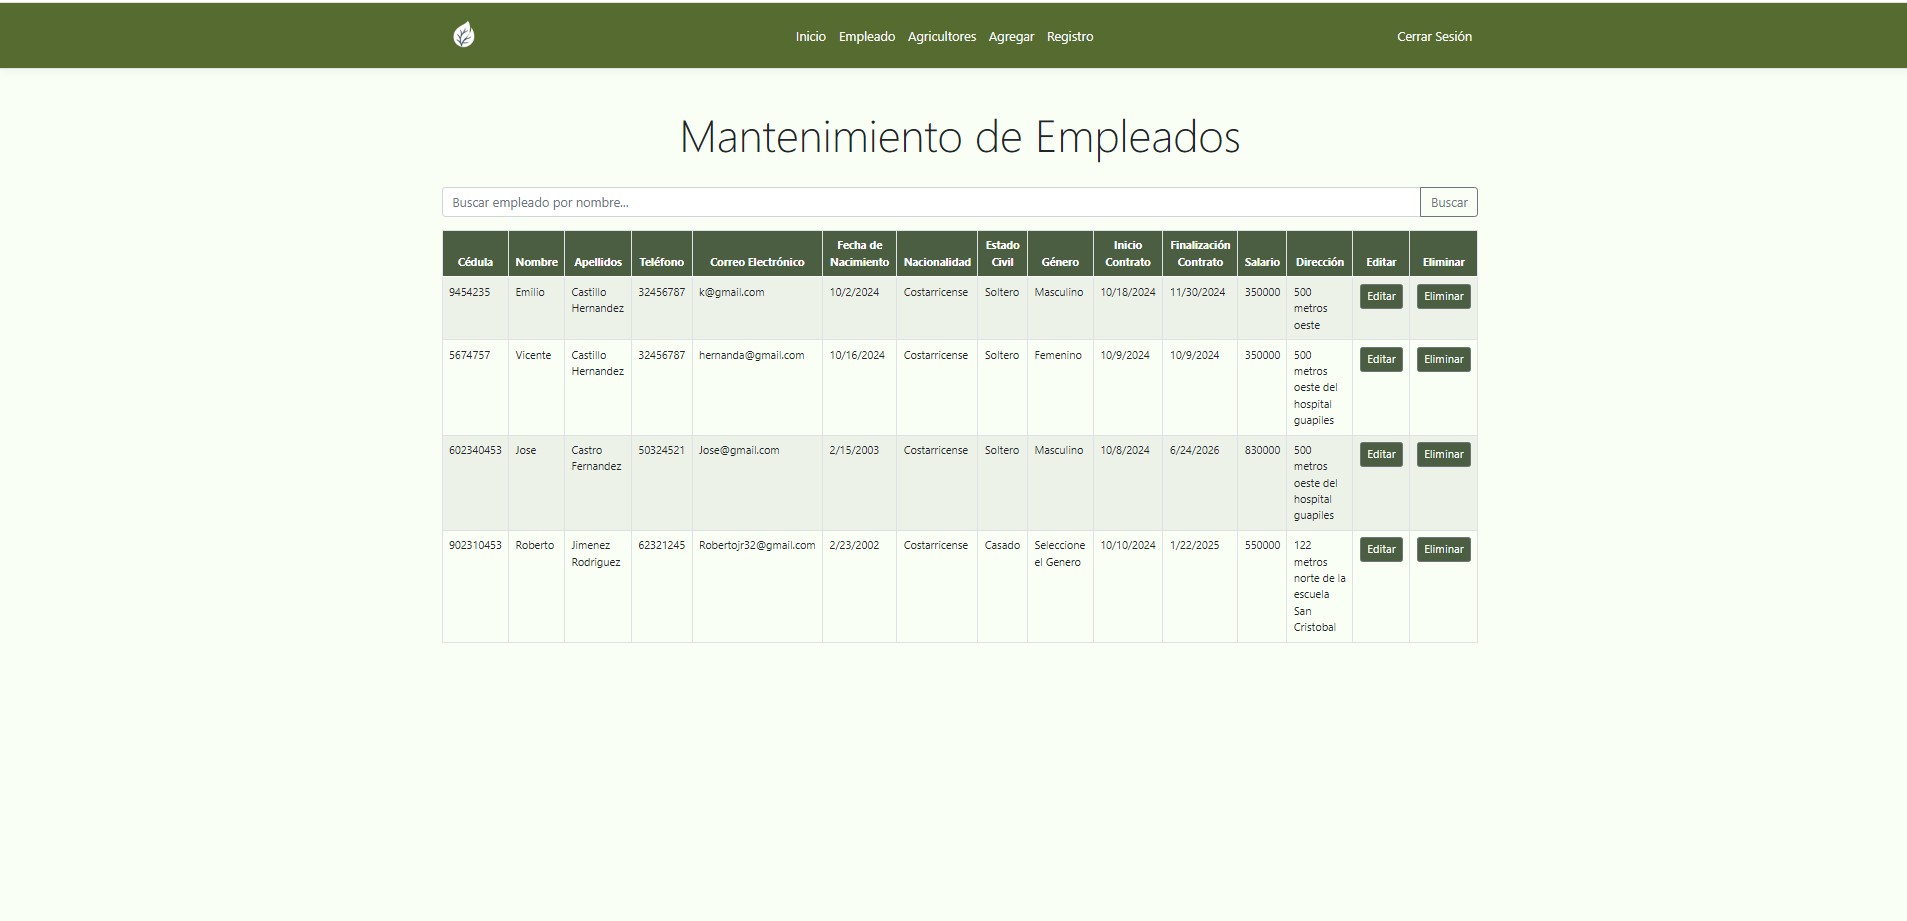 Inicio Empleado Agricultores Agregar Registro Cerrar Sesión
Mantenimiento de Empleados
Buscar empleado por nombre... Buscar
Cédula Nombre Apellidos Teléfono Correo Electrónico Fecha de Nacimiento Nacionalidad Estado Civil Género Inicio Contrato Finalización Contrato Salario Dirección Editar Eliminar
9454235 Emilio Castillo Hernandez 32456787 k@gmail.com 10/2/2024 Costarricense Soltero Masculino 10/18/2024 11/30/2024 350000 500 metros oeste Editar Eliminar
5674757 Vicente Castillo Hernandez 32456787 hernanda@gmail.com 10/16/2024 Costarricense Soltero Femenino 10/9/2024 10/9/2024 350000 500 metros oeste del hospital guapiles Editar Eliminar
602340453 Jose Castro Fernandez 50324521 Jose@gmail.com 2/15/2003 Costarricense Soltero Masculino 10/8/2024 6/24/2026 830000 500 metros oeste del hospital guapiles Editar Eliminar
902310453 Roberto Jimenez Rodriguez 62321245 Robertojr32@gmail.com 2/23/2002 Costarricense Casado Seleccione el Genero 10/10/2024 1/22/2025 550000 122 metros norte de la escuela San Cristobal Editar Eliminar